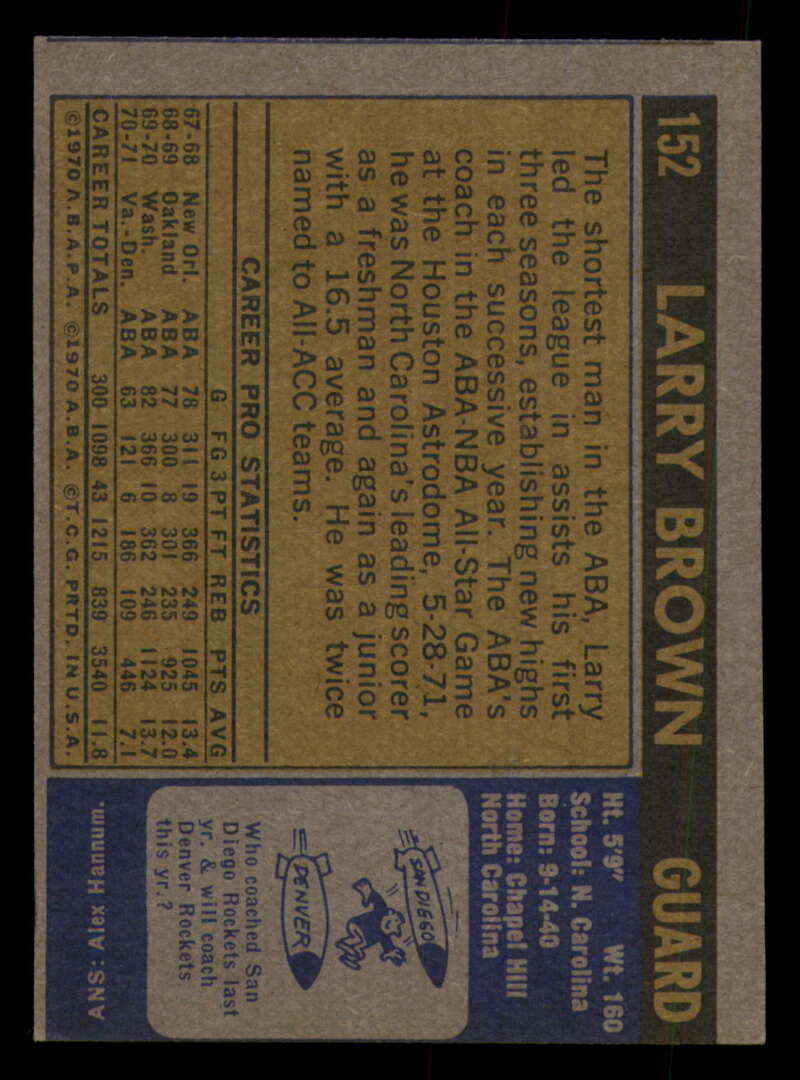 152 LARRY BROWN GUARD
The shortest man in the ABA, Larry
led the league in assists his first
three seasons, establishing new highs
in each successive year. The ABA's
coach in the ABA-NBA All-Star Game
at the Houston Astrodome, 5-28-71,
he was North Carolina's leading scorer
as a freshman and again as a junior
with a 16.5 average. He was twice
named to All-ACC teams.
CAREER PRO STATISTICS
G FG 3PT FT REB PTS AVG
67-68 New Orl. ABA 78 311 19 366 249 1045 13.4
68-69 Oakland ABA 77 300 8 301 235 925 12.0
69-70 Wash. ABA 82 366 10 362 246 1124 13.7
70-71 Va.-Den. ABA 63 121 6 186 109 446 7.1
CAREER TOTALS 300 1098 43 1215 839 3540 11.8
©1970 A.B.A.P.A. ©1970 A.B.A. ©T.C.G. PRTD. IN U.S.A.
Ht. 5'9" Wt. 160
School: N. Carolina
Born: 9-14-40
Home: Chapel Hill
North Carolina
SAN DIEGO
DENVER
Who coached San
Diego Rockets last
yr. & will coach
Denver Rockets
this yr.?
ANS: Alex Hannum.